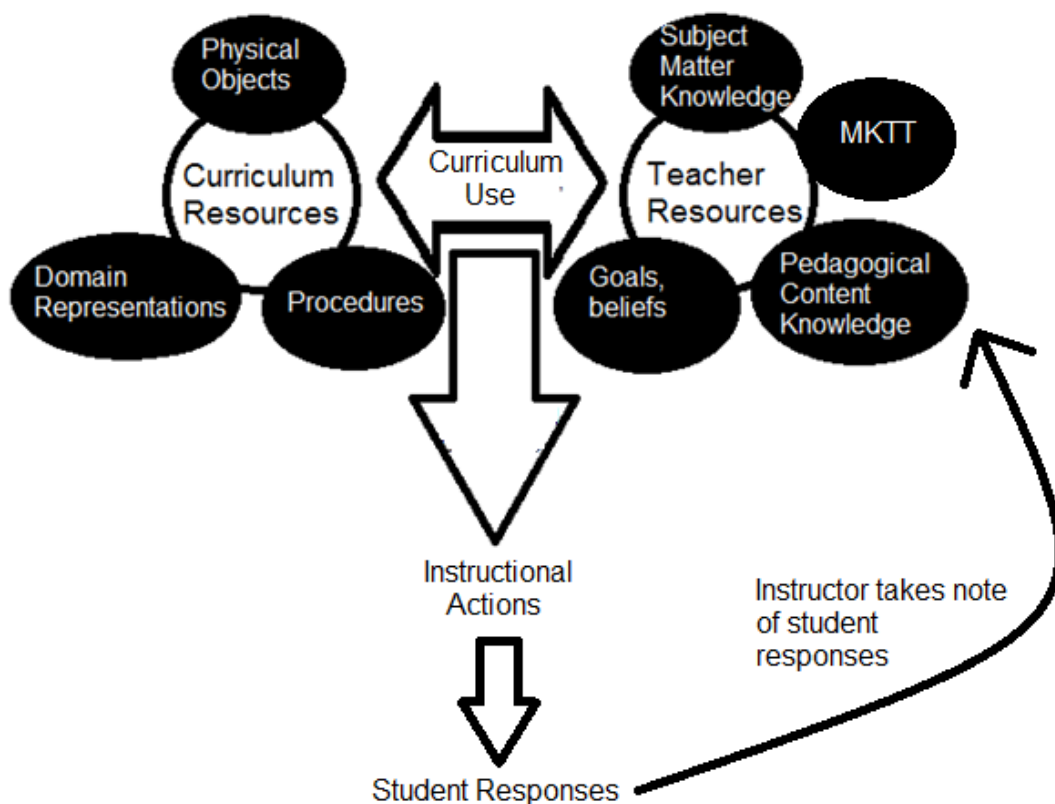 Physical
Objects
Curriculum
Resources
Domain
Representations
Procedures
Curriculum
Use
Subject
Matter
Knowledge
MKTT
Teacher
Resources
Goals,
beliefs
Pedagogical
Content
Knowledge
Instructional
Actions
Instructor takes note
of student
responses
Student Responses